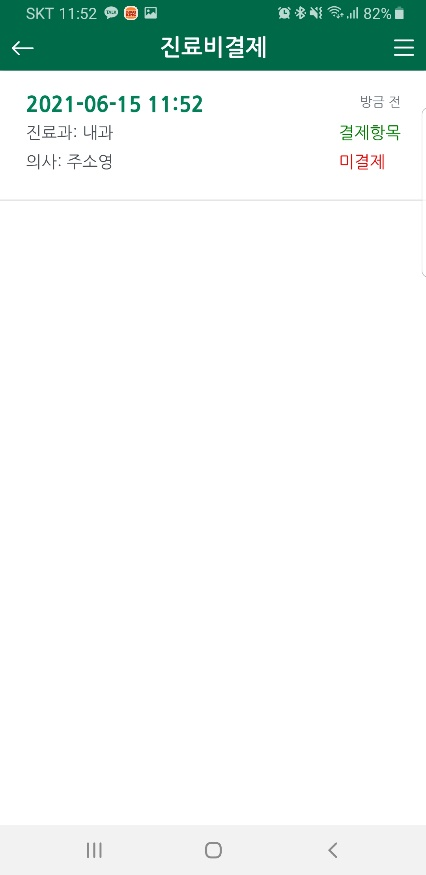 SKT 11:52 82%
진료비결제
2021-06-15 11:52 방금 전
진료과: 내과 결제항목
의사: 주소영 미결제